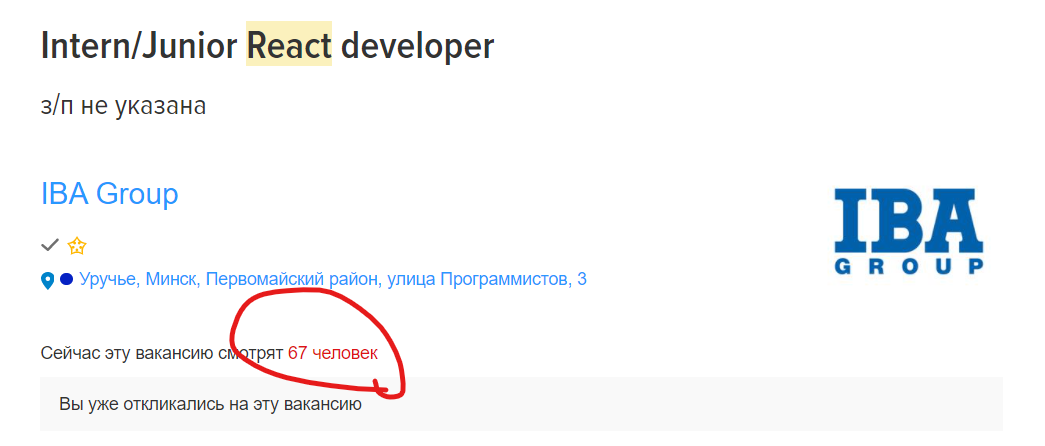 Intern/Junior React developer
з/п не указана
IBA Group
IBA
GROUP
Уручье, Минск, Первомайский район, улица Программистов, 3
Сейчас эту вакансию смотрят 67 человек
Вы уже откликались на эту вакансию